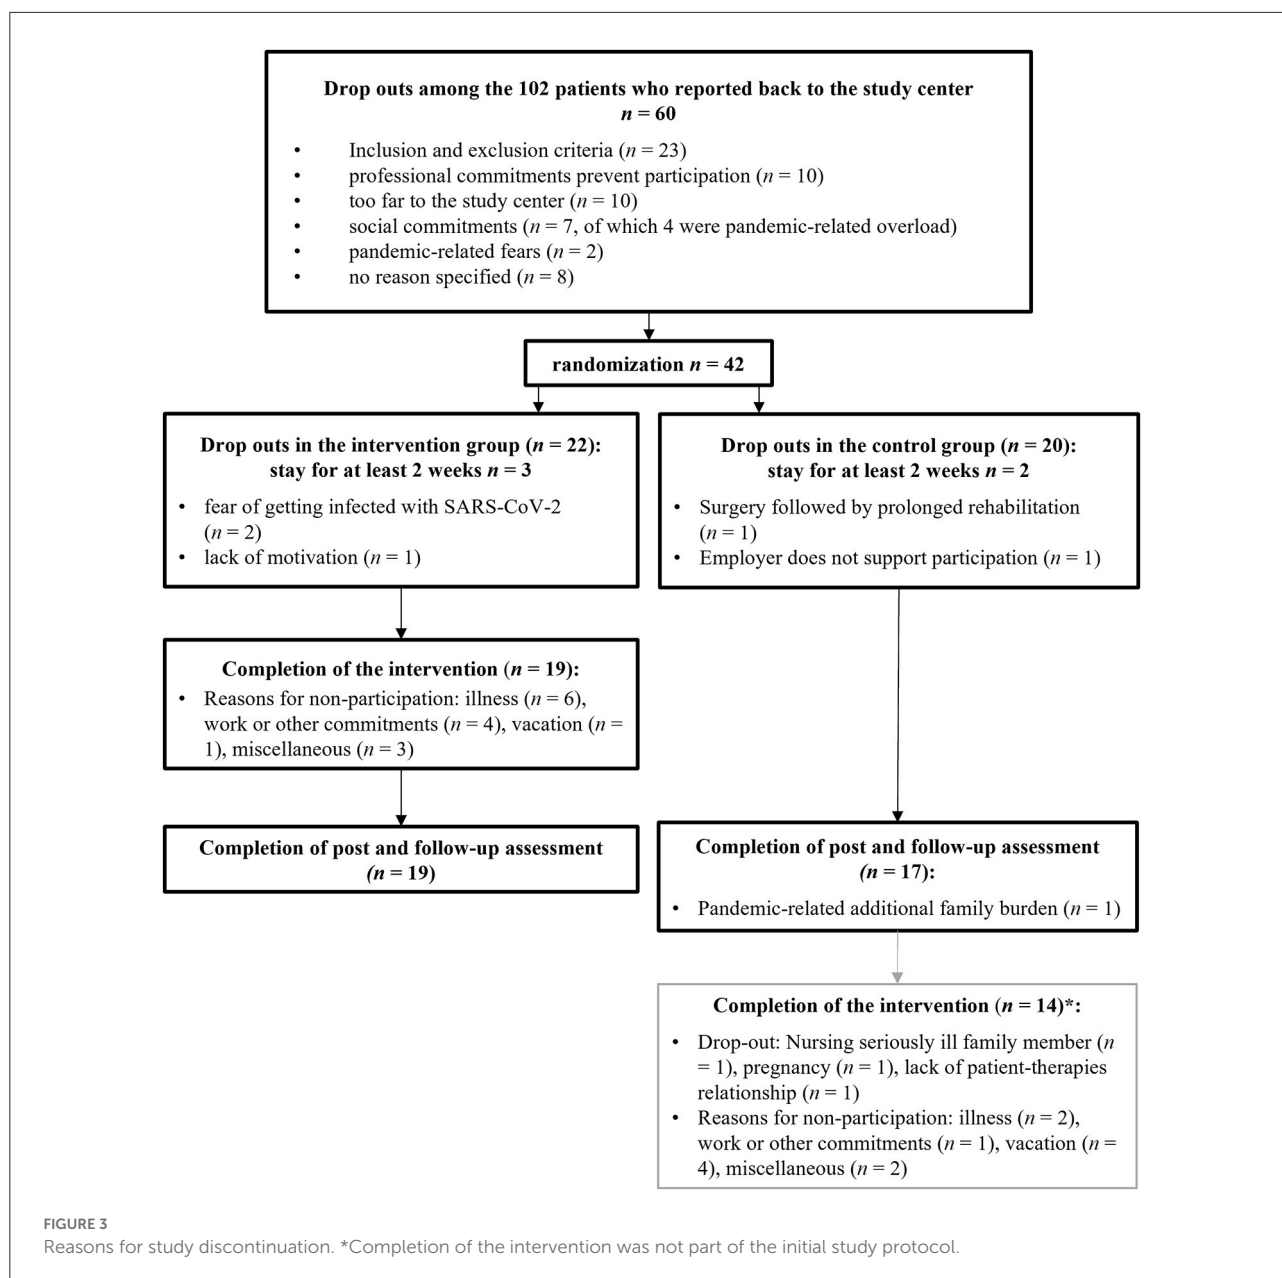 Drop outs among the 102 patients who reported back to the study center
n = 60
• Inclusion and exclusion criteria (n = 23)
• professional commitments prevent participation (n = 10)
• too far to the study center (n = 10)
• social commitments (n = 7, of which 4 were pandemic-related overload)
• pandemic-related fears (n = 2)
• no reason specified (n = 8)
randomization n = 42
Drop outs in the intervention group (n = 22):
stay for at least 2 weeks n = 3
• fear of getting infected with SARS-CoV-2
(n = 2)
• lack of motivation (n = 1)
Drop outs in the control group (n = 20):
stay for at least 2 weeks n = 2
• Surgery followed by prolonged rehabilitation
(n = 1)
• Employer does not support participation (n = 1)
Completion of the intervention (n = 19):
• Reasons for non-participation: illness (n = 6),
work or other commitments (n = 4), vacation (n =
1), miscellaneous (n = 3)
Completion of post and follow-up assessment
(n = 19)
Completion of post and follow-up assessment
(n = 17):
• Pandemic-related additional family burden (n = 1)
Completion of the intervention (n = 14)*:
• Drop-out: Nursing seriously ill family member (n
= 1), pregnancy (n = 1), lack of patient-therapies
relationship (n = 1)
• Reasons for non-participation: illness (n = 2),
work or other commitments (n = 1), vacation (n =
4), miscellaneous (n = 2)
FIGURE 3
Reasons for study discontinuation. *Completion of the intervention was not part of the initial study protocol.